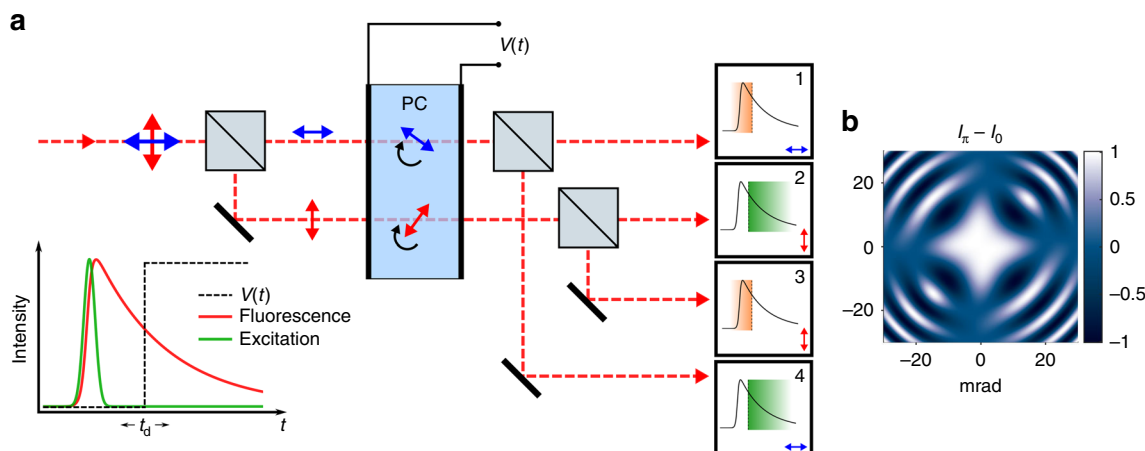 a
V(t)
PC
1
2
3
4
Intensity
V(t)
Fluorescence
Excitation
t_d
t
b
I_π – I_0
20
0
–20
–20
0
20
mrad
1
0.5
0
–0.5
–1